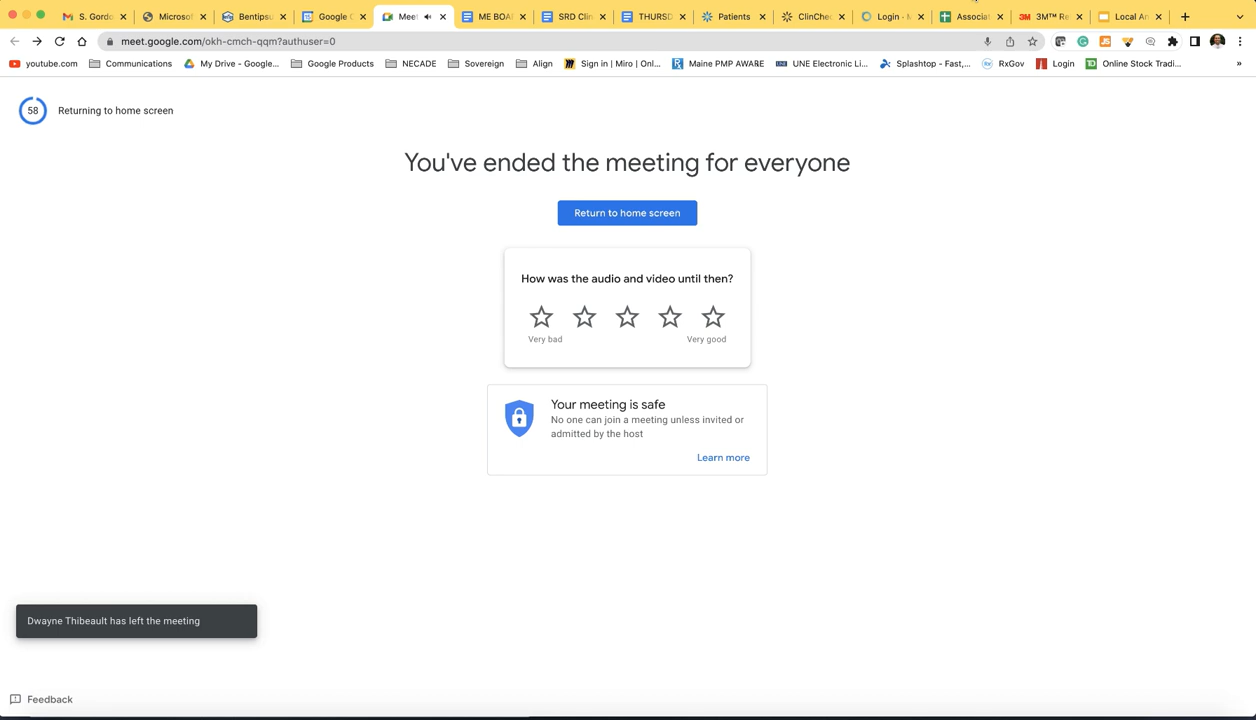 S. Gord
Microsof
Bentipsu
Google C
Meet
ME BOA
SRD Clin
THURSD
Patients
ClinChec
Login - M
Associat
3M 3M™ Re
Local An
meet.google.com/okh-cmch-qqm?authuser=0
youtube.com
Communications
My Drive - Google...
Google Products
NECADE
Sovereign
Align
Sign in | Miro | Onl...
Maine PMP AWARE
UNE Electronic Li...
Splashtop - Fast,...
RxGov
Login
Online Stock Tradi...
»
58 Returning to home screen
You've ended the meeting for everyone
Return to home screen
How was the audio and video until then?
Very bad
Very good
Your meeting is safe
No one can join a meeting unless invited or
admitted by the host
Learn more
Dwayne Thibeault has left the meeting
Feedback